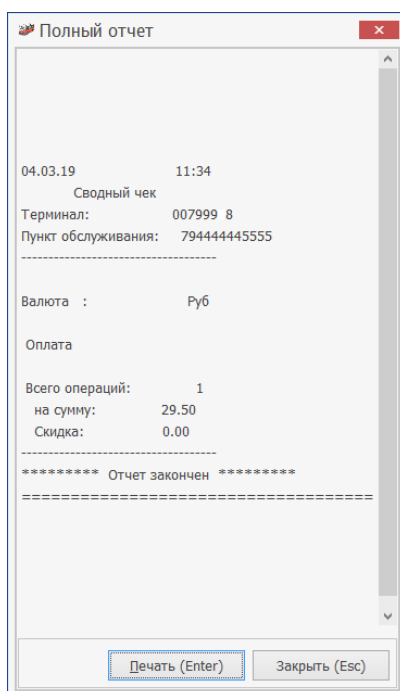 Полный отчет
04.03.19 11:34
Сводный чек
Терминал: 007999 8
Пункт обслуживания: 794444445555
------------------------------------
Валюта : Руб
Оплата
Всего операций: 1
на сумму: 29.50
Скидка: 0.00
------------------------------------
********* Отчет закончен *********
====================================
Печать (Enter) Закрыть (Esc)